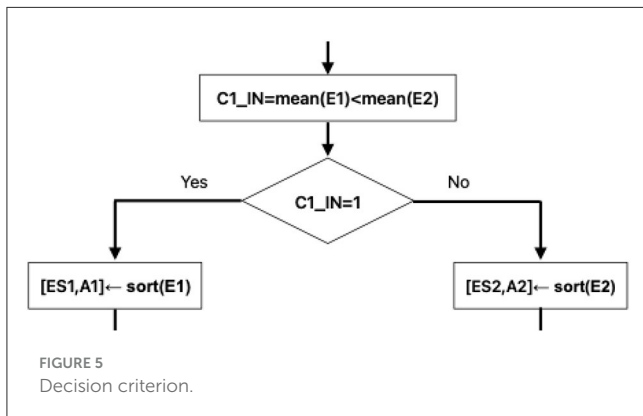 C1_IN=mean(E1)<mean(E2)
Yes
No
C1_IN=1
[ES1,A1]← sort(E1)
[ES2,A2]← sort(E2)
FIGURE 5
Decision criterion.